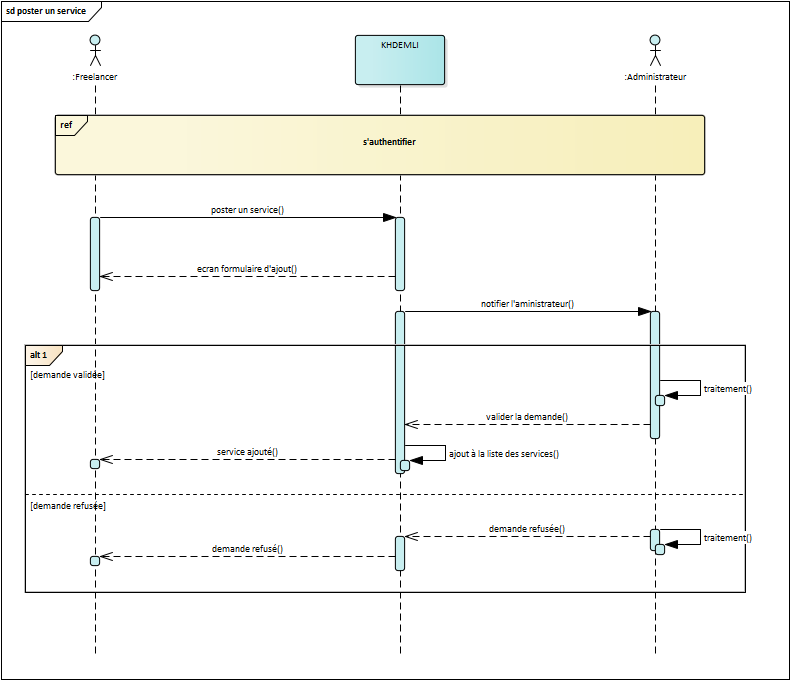 sd poster un service
:Freelancer
KHDEMLI
:Administrateur
ref
s'authentifier
poster un service()
ecran formulaire d'ajout()
notifier l'aministrateur()
alt 1
[demande validée]
traitement()
valider la demande()
service ajouté()
ajout à la liste des services()
[demande refusée]
demande refusée()
traitement()
demande refusé()